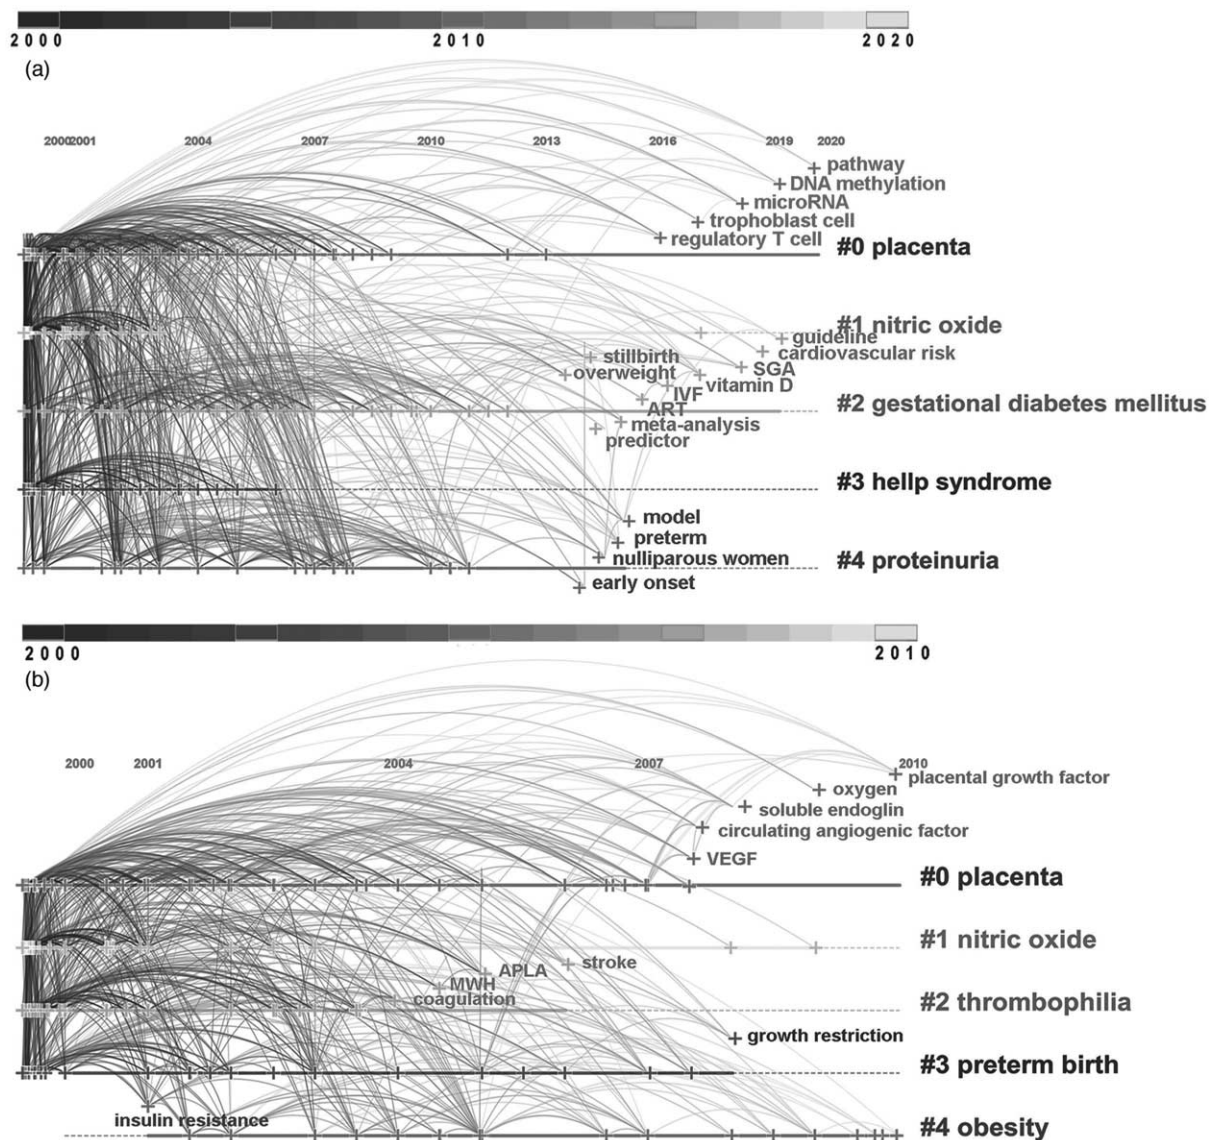 2000 2010 2020
(a)
2000 2001 2004 2007 2010 2013 2016 2019 2020
pathway
DNA methylation
microRNA
trophoblast cell
regulatory T cell
#0 placenta
#1 nitric oxide
guideline
cardiovascular risk
stillbirth
SGA
overweight
vitamin D
IVF
ART
#2 gestational diabetes mellitus
meta-analysis
predictor
#3 hellp syndrome
model
preterm
nulliparous women
#4 proteinuria
early onset
2000 2010
(b)
2000 2001 2004 2007 2010
placental growth factor
oxygen
soluble endoglin
circulating angiogenic factor
VEGF
#0 placenta
#1 nitric oxide
stroke
APLA
MWH
coagulation
#2 thrombophilia
growth restriction
#3 preterm birth
insulin resistance
#4 obesity